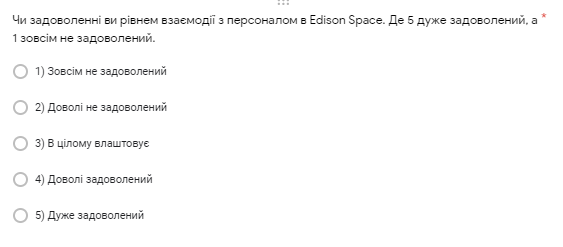 Чи задоволенні ви рівнем взаємодії з персоналом в Edison Space. Де 5 дуже задоволений, а *
1 зовсім не задоволений.
1) Зовсім не задоволений
2) Доволі не задоволений
3) В цілому влаштовує
4) Доволі задоволений
5) Дуже задоволений